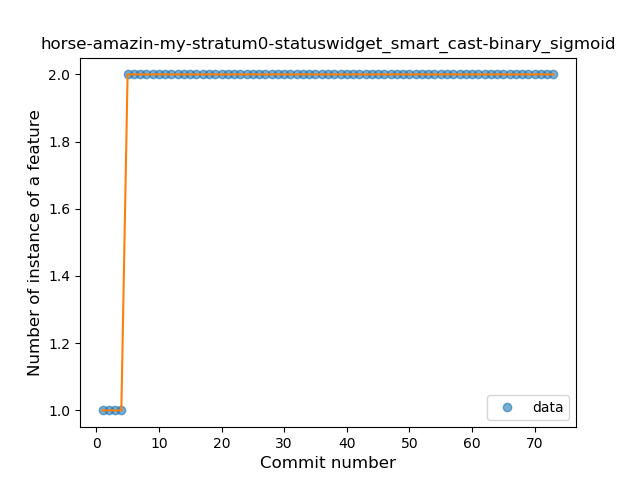 horse-amazin-my-stratum0-statuswidget_smart_cast-binary_sigmoid
2.0
1.8
1.6
1.4
1.2
1.0
Number of instance of a feature
data
0 10 20 30 40 50 60 70
Commit number